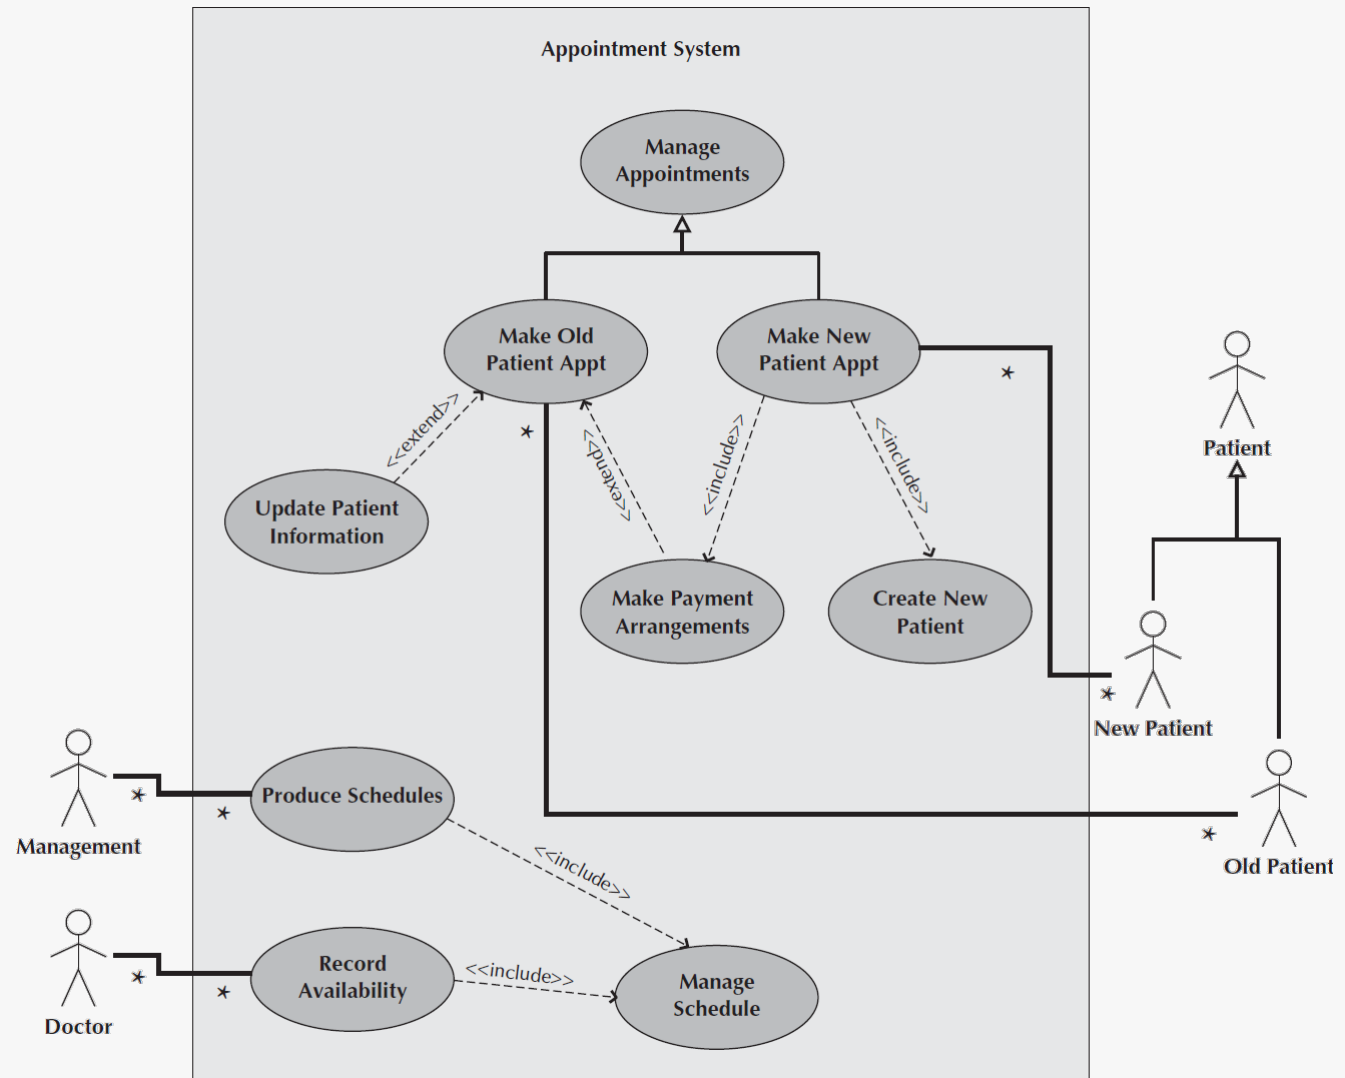 Appointment System
Manage
Appointments
Make Old
Patient Appt
Make New
Patient Appt
*
*
<<extend>>
<<extend>>
<<include>>
<<include>>
Patient
Update Patient
Information
Make Payment
Arrangements
Create New
Patient
*
New Patient
Produce Schedules
*
*
Management
*
Old Patient
<<include>>
Record
Availability
<<include>>
*
*
Manage
Schedule
Doctor